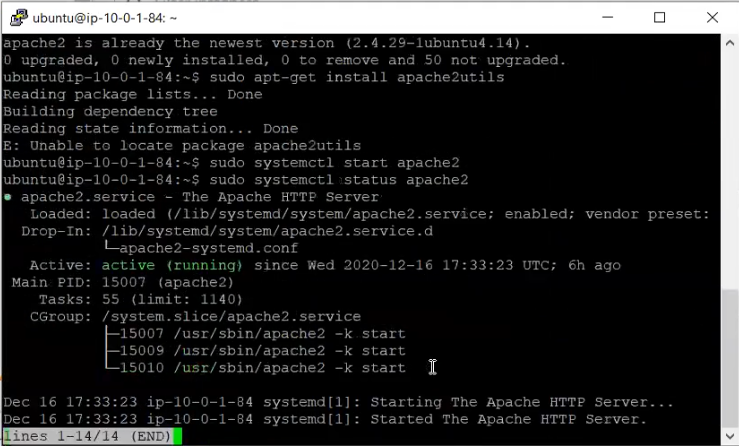 ubuntu@ip-10-0-1-84: ~
apache2 is already the newest version (2.4.29-1ubuntu4.14).
0 upgraded, 0 newly installed, 0 to remove and 50 not upgraded.
ubuntu@ip-10-0-1-84:~$ sudo apt-get install apache2utils
Reading package lists... Done
Building dependency tree
Reading state information... Done
E: Unable to locate package apache2utils
ubuntu@ip-10-0-1-84:~$ sudo systemctl start apache2
ubuntu@ip-10-0-1-84:~$ sudo systemctl status apache2
● apache2.service - The Apache HTTP Server
Loaded: loaded (/lib/systemd/system/apache2.service; enabled; vendor preset:
Drop-In: /lib/systemd/system/apache2.service.d
└─apache2-systemd.conf
Active: active (running) since Wed 2020-12-16 17:33:23 UTC; 6h ago
Main PID: 15007 (apache2)
Tasks: 55 (limit: 1140)
CGroup: /system.slice/apache2.service
├─15007 /usr/sbin/apache2 -k start
├─15009 /usr/sbin/apache2 -k start
└─15010 /usr/sbin/apache2 -k start
Dec 16 17:33:23 ip-10-0-1-84 systemd[1]: Starting The Apache HTTP Server...
Dec 16 17:33:23 ip-10-0-1-84 systemd[1]: Started The Apache HTTP Server.
lines 1-14/14 (END)